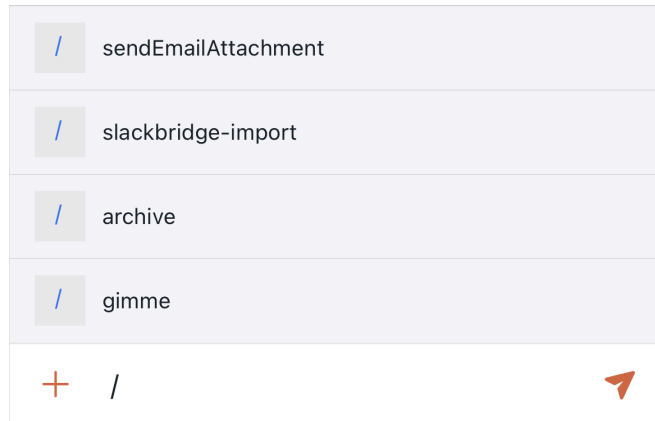 / sendEmailAttachment
/ slackbridge-import
/ archive
/ gimme
/